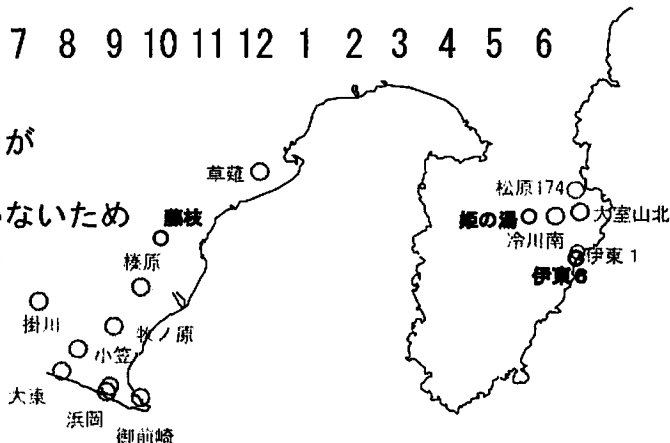 7 8 9 10 11 12 1 2 3 4 5 6
が
ないため
草薙
藤枝
榛原
掛川
牧ノ原
小笠
大東
浜岡
御前崎
松原174
姫の湯
大室山北
冷川南
伊東1
伊東6